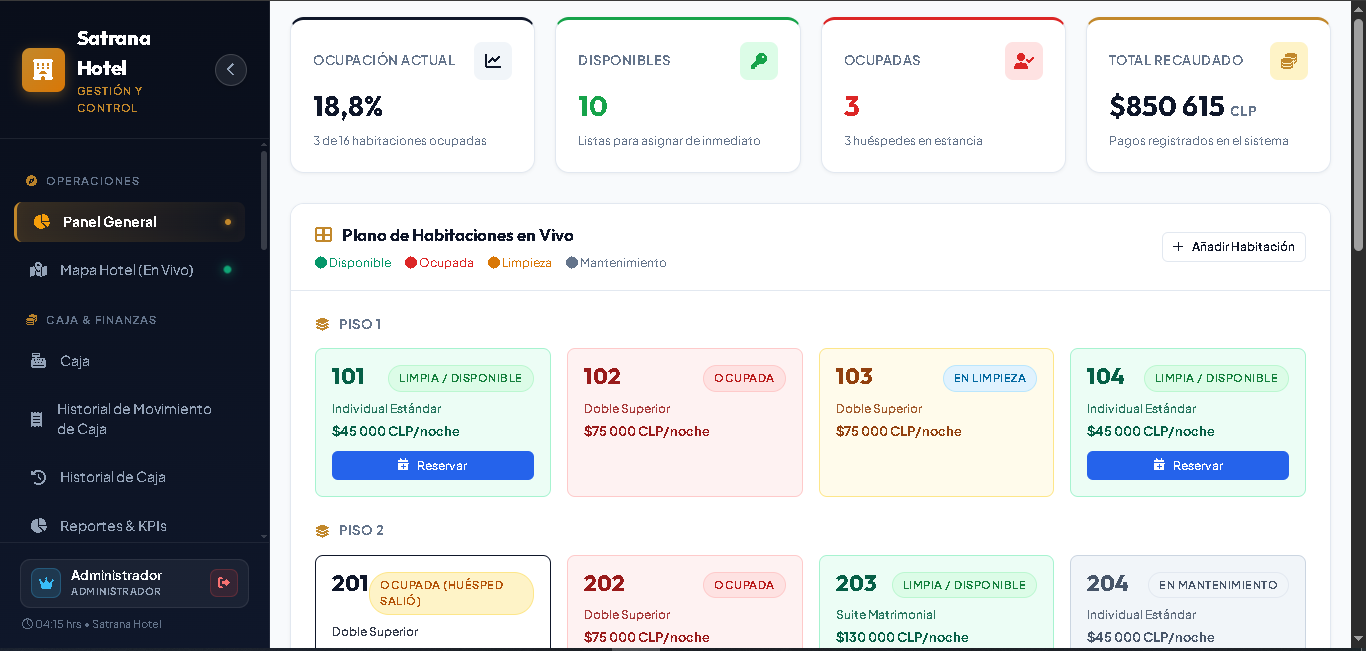 Satrana
Hotel
GESTIÓN Y
CONTROL
OPERACIONES
Panel General
Mapa Hotel (En Vivo)
CAJA & FINANZAS
Caja
Historial de Movimiento
de Caja
Historial de Caja
Reportes & KPIs
Administrador
ADMINISTRADOR
04:15 hrs • Satrana Hotel
OCUPACIÓN ACTUAL
18,8%
3 de 16 habitaciones ocupadas
DISPONIBLES
10
Listas para asignar de inmediato
OCUPADAS
3
3 huéspedes en estancia
TOTAL RECAUDADO
$850 615 CLP
Pagos registrados en el sistema
Plano de Habitaciones en Vivo
Disponible Ocupada Limpieza Mantenimiento
+ Añadir Habitación
PISO 1
101 LIMPIA / DISPONIBLE
Individual Estándar
$45 000 CLP/noche
Reservar
102 OCUPADA
Doble Superior
$75 000 CLP/noche
103 EN LIMPIEZA
Doble Superior
$75 000 CLP/noche
104 LIMPIA / DISPONIBLE
Individual Estándar
$45 000 CLP/noche
Reservar
PISO 2
201 OCUPADA (HUÉSPED
SALIÓ)
Doble Superior
202 OCUPADA
Doble Superior
$75 000 CLP/noche
203 LIMPIA / DISPONIBLE
Suite Matrimonial
$130 000 CLP/noche
204 EN MANTENIMIENTO
Individual Estándar
$45 000 CLP/noche